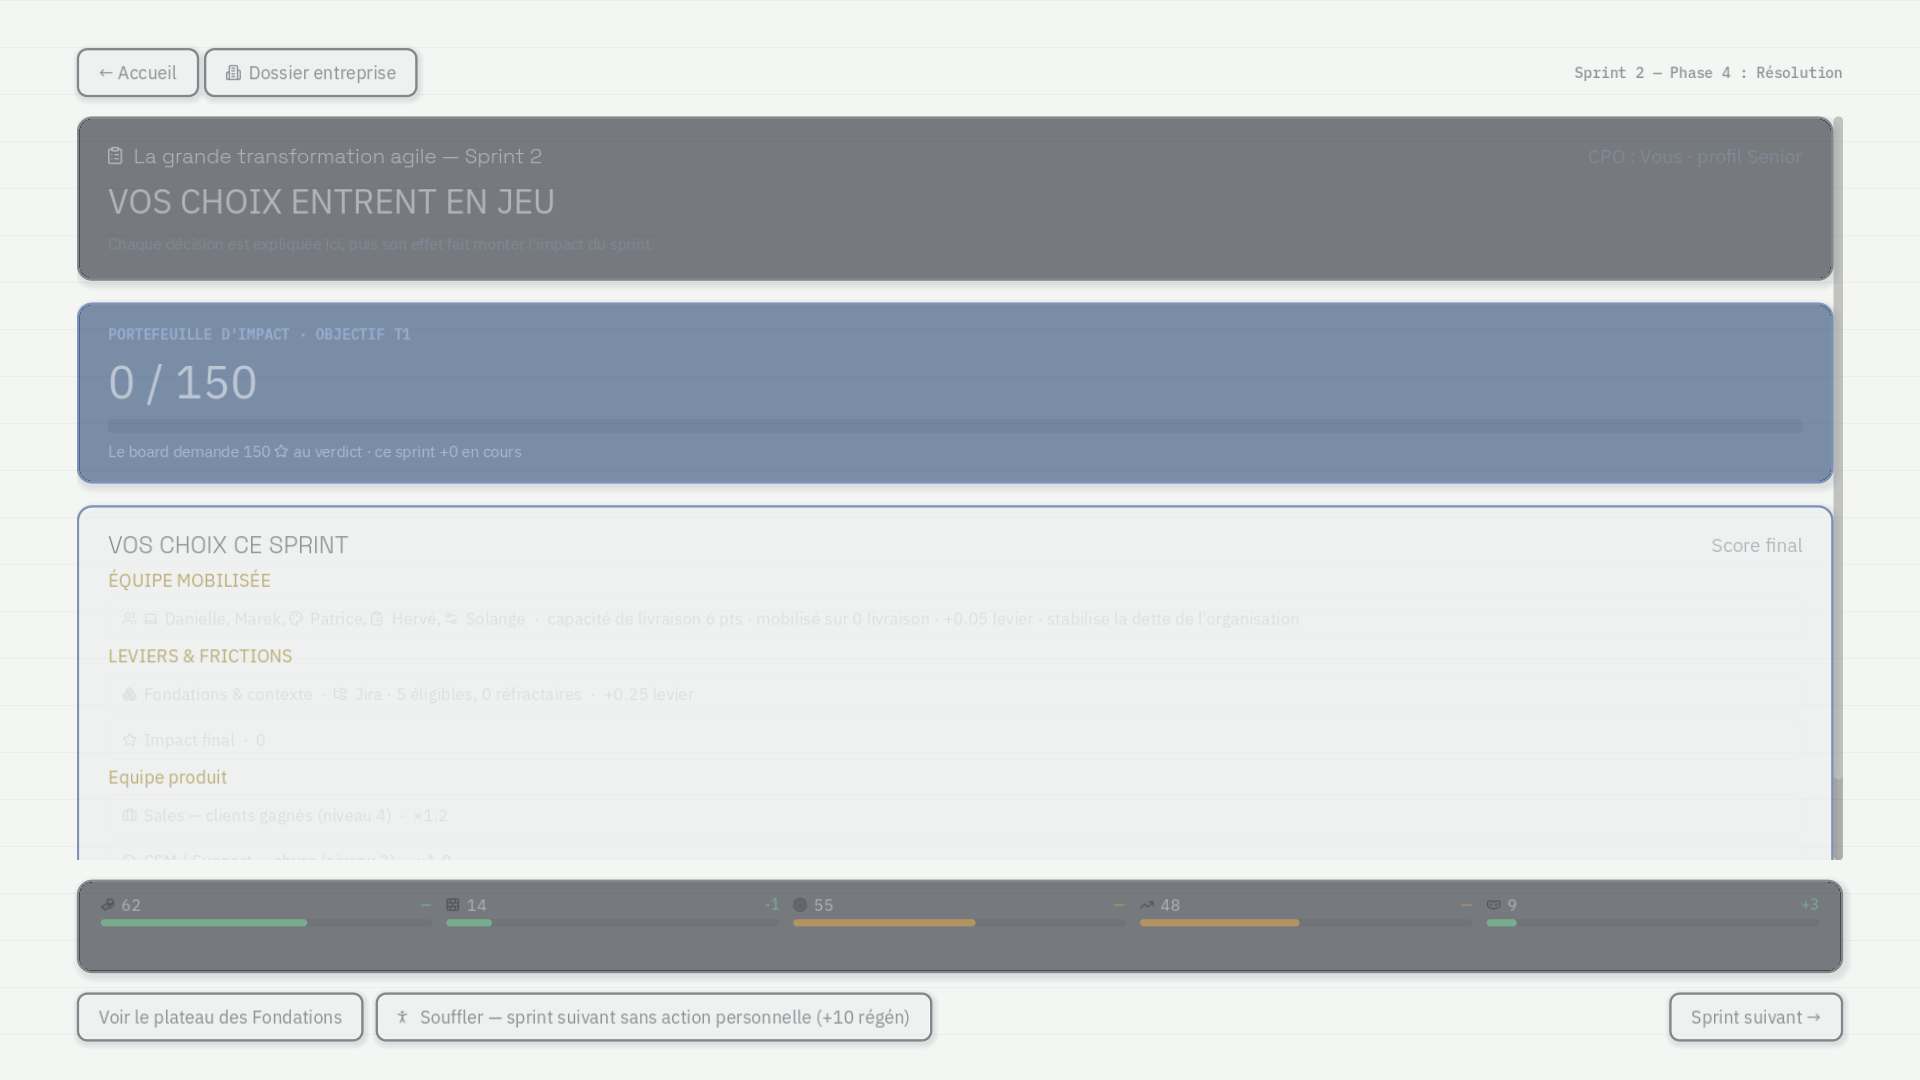 ← Accueil
Dossier entreprise
Sprint 2 — Phase 4 : Résolution
La grande transformation agile — Sprint 2
CPO : Vous · profil Senior
VOS CHOIX ENTRENT EN JEU
Chaque décision est expliquée ici, puis son effet fait monter l'impact du sprint.
PORTEFEUILLE D'IMPACT · OBJECTIF T1
0 / 150
Le board demande 150 ☆ au verdict · ce sprint +0 en cours
VOS CHOIX CE SPRINT
Score final
ÉQUIPE MOBILISÉE
Danielle, Marek, Patrice, Hervé, Solange · capacité de livraison 6 pts · mobilisé sur 0 livraison · +0.05 levier · stabilise la dette de l'organisation
LEVIERS & FRICTIONS
Fondations & contexte · Jira · 5 éligibles, 0 réfractaires · +0.25 levier
Impact final · 0
Equipe produit
Sales — clients gagnés (niveau 4) · ×1.2
62 —
14 -1
55 —
48 —
9 +3
Voir le plateau des Fondations
Souffler — sprint suivant sans action personnelle (+10 régén)
Sprint suivant →